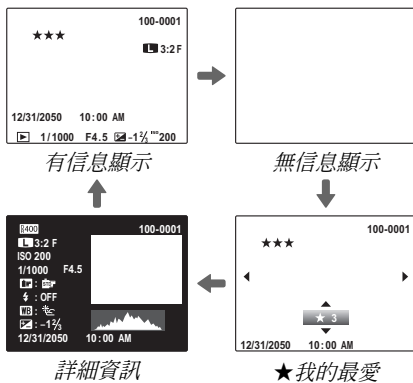 100-0001
★★★
L 3:2 F
12/31/2050 10:00 AM
1/1000 F4.5 -1⅔ ISO200
有信息顯示
無信息顯示
R400 100-0001
L 3:2 F
ISO 200
1/1000 F4.5
: OFF
WB :
: -1⅔
12/31/2050 10:00 AM
詳細資訊
100-0001
★★★
★ 3
12/31/2050 10:00 AM
★我的最愛